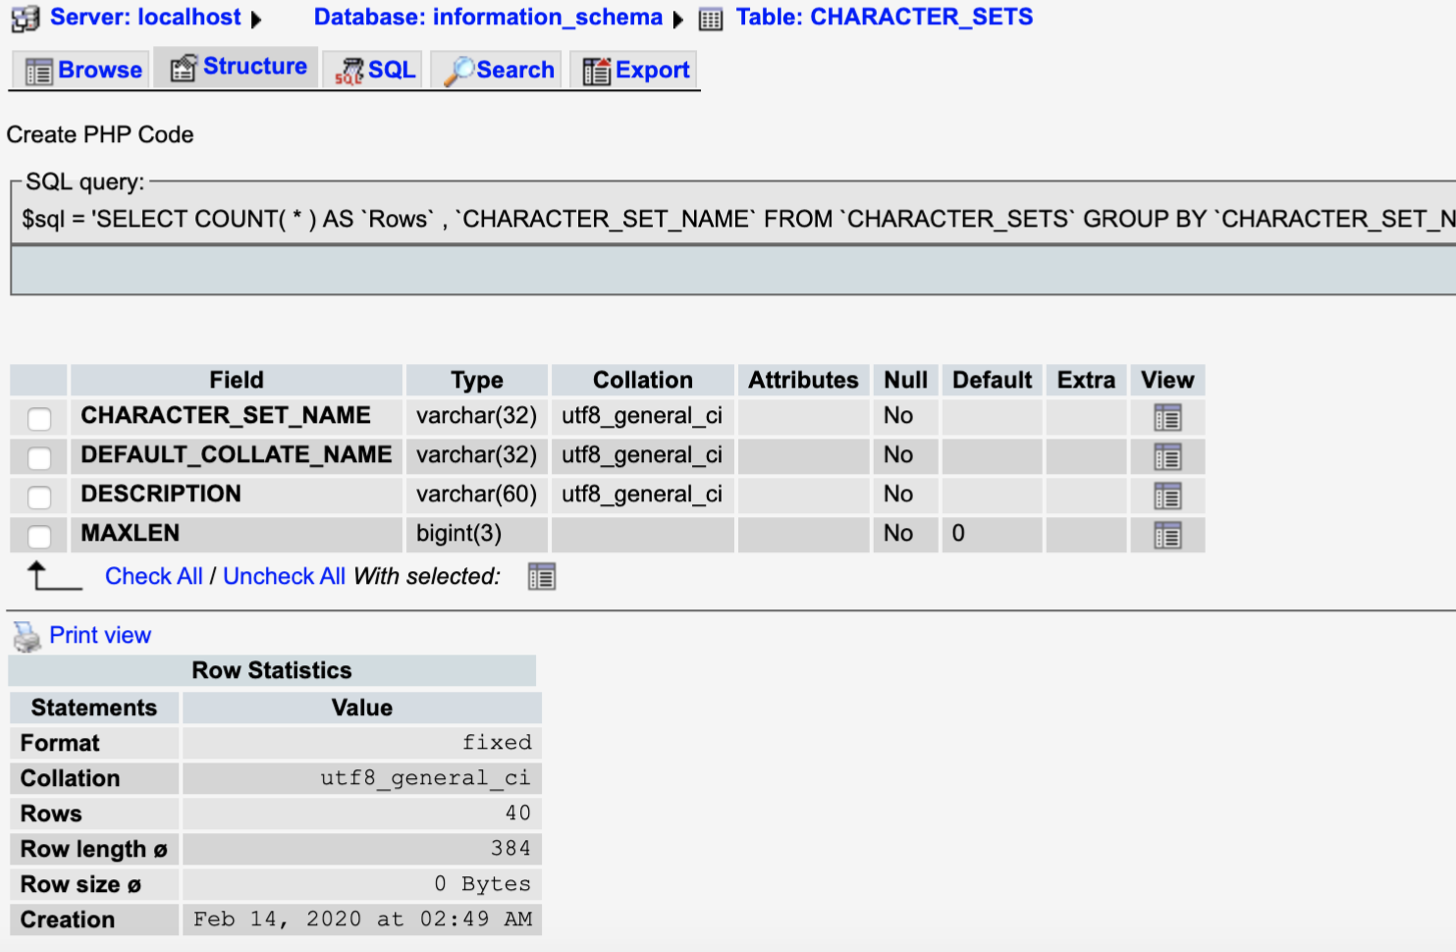 Server: localhost Database: information_schema Table: CHARACTER_SETS
Browse Structure SQL Search Export
Create PHP Code
SQL query:
$sql = 'SELECT COUNT( * ) AS `Rows` , `CHARACTER_SET_NAME` FROM `CHARACTER_SETS` GROUP BY `CHARACTER_SET_N
Field Type Collation Attributes Null Default Extra View
CHARACTER_SET_NAME varchar(32) utf8_general_ci No
DEFAULT_COLLATE_NAME varchar(32) utf8_general_ci No
DESCRIPTION varchar(60) utf8_general_ci No
MAXLEN bigint(3) No 0
Check All / Uncheck All With selected:
Print view
Row Statistics
Statements Value
Format fixed
Collation utf8_general_ci
Rows 40
Row length ø 384
Row size ø 0 Bytes
Creation Feb 14, 2020 at 02:49 AM